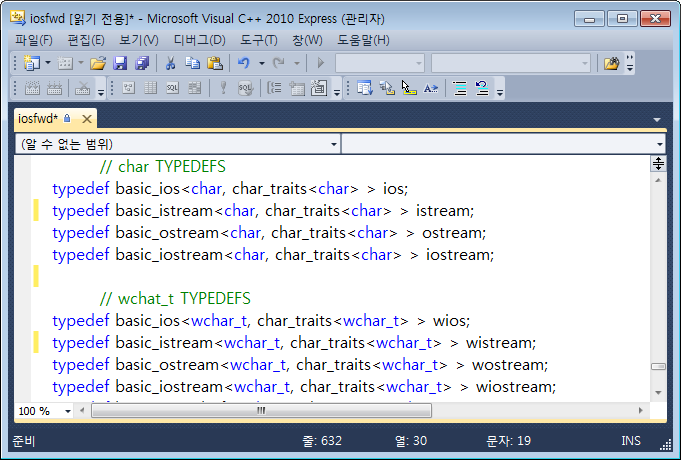 iosfwd [읽기 전용]* - Microsoft Visual C++ 2010 Express (관리자)
파일(F) 편집(E) 보기(V) 디버그(D) 도구(T) 창(W) 도움말(H)
iosfwd*
(알 수 없는 범위)
// char TYPEDEFS
typedef basic_ios<char, char_traits<char> > ios;
typedef basic_istream<char, char_traits<char> > istream;
typedef basic_ostream<char, char_traits<char> > ostream;
typedef basic_iostream<char, char_traits<char> > iostream;
// wchat_t TYPEDEFS
typedef basic_ios<wchar_t, char_traits<wchar_t> > wios;
typedef basic_istream<wchar_t, char_traits<wchar_t> > wistream;
typedef basic_ostream<wchar_t, char_traits<wchar_t> > wostream;
typedef basic_iostream<wchar_t, char_traits<wchar_t> > wiostream;
100 %
준비 줄: 632 열: 30 문자: 19 INS